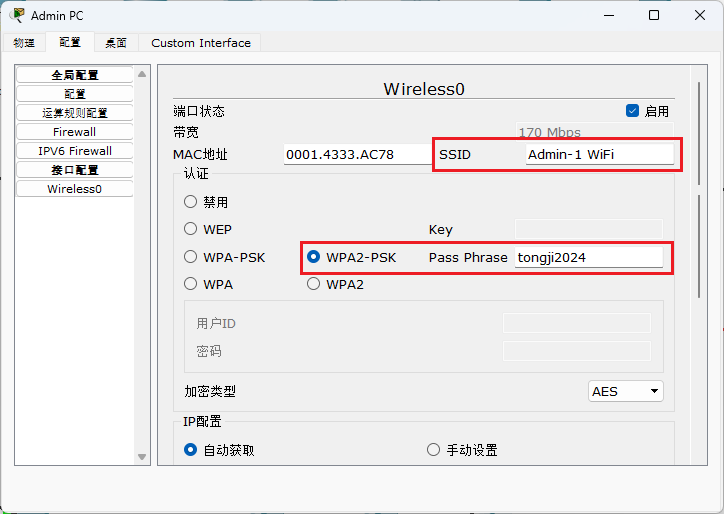 Admin PC
物理 配置 桌面 Custom Interface
全局配置
配置
运算规则配置
Firewall
IPV6 Firewall
接口配置
Wireless0
Wireless0
端口状态 启用
带宽 170 Mbps
MAC地址 0001.4333.AC78 SSID Admin-1 WiFi
认证
禁用
WEP Key
WPA-PSK WPA2-PSK Pass Phrase tongji2024
WPA WPA2
用户ID
密码
加密类型 AES
IP配置
自动获取 手动设置